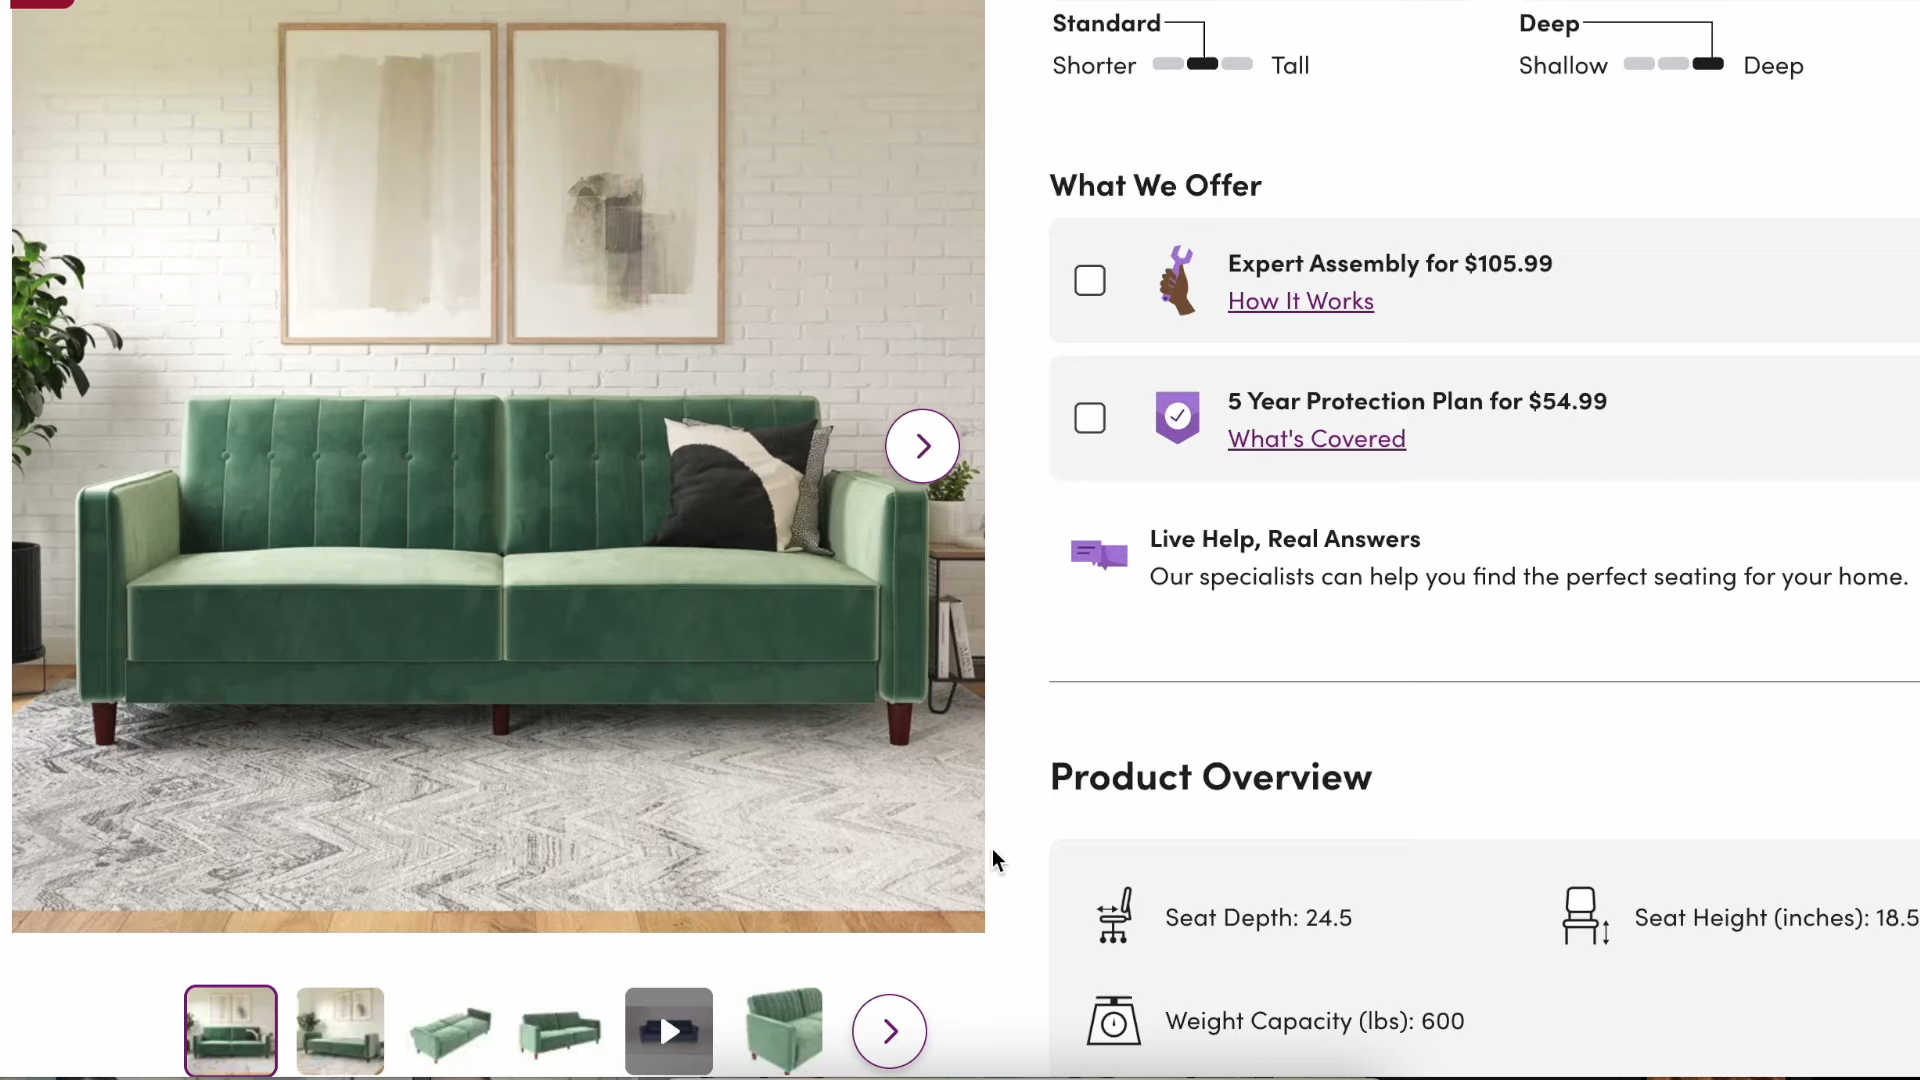 Standard
Shorter
Tall
Deep
Shallow
Deep
What We Offer
Expert Assembly for $105.99
How It Works
5 Year Protection Plan for $54.99
What's Covered
Live Help, Real Answers
Our specialists can help you find the perfect seating for your home.
Product Overview
Seat Depth: 24.5
Seat Height (inches): 18.5
Weight Capacity (lbs): 600